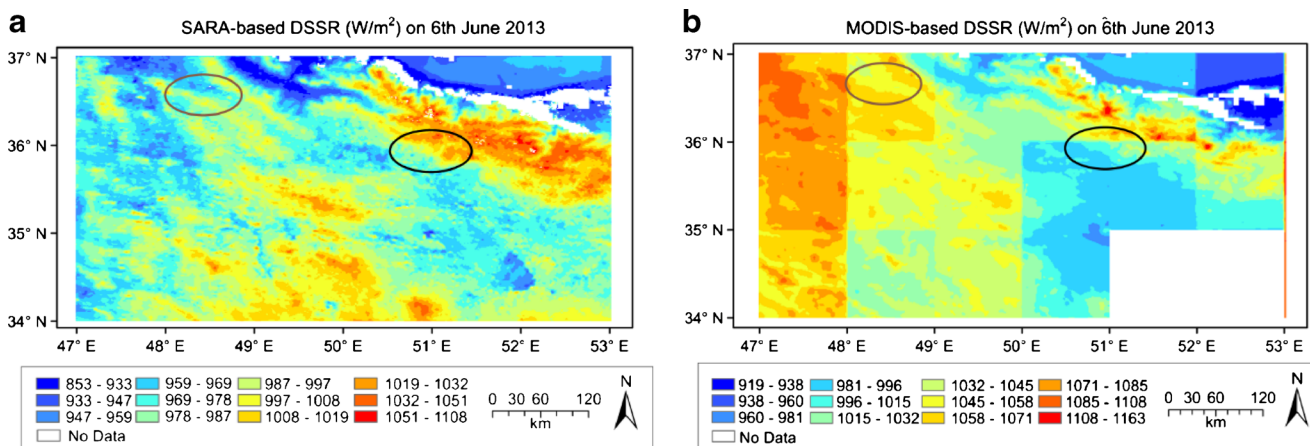 a
SARA-based DSSR (W/m²) on 6th June 2013
37° N
36° N
35° N
34° N
47° E 48° E 49° E 50° E 51° E 52° E 53° E
853 - 933 959 - 969 987 - 997 1019 - 1032
933 - 947 969 - 978 997 - 1008 1032 - 1051
947 - 959 978 - 987 1008 - 1019 1051 - 1108
No Data
0 30 60 120
km
N
b
MODIS-based DSSR (W/m²) on 6th June 2013
37° N
36° N
35° N
34° N
47° E 48° E 49° E 50° E 51° E 52° E 53° E
919 - 938 981 - 996 1032 - 1045 1071 - 1085
938 - 960 996 - 1015 1045 - 1058 1085 - 1108
960 - 981 1015 - 1032 1058 - 1071 1108 - 1163
No Data
0 30 60 120
km
N